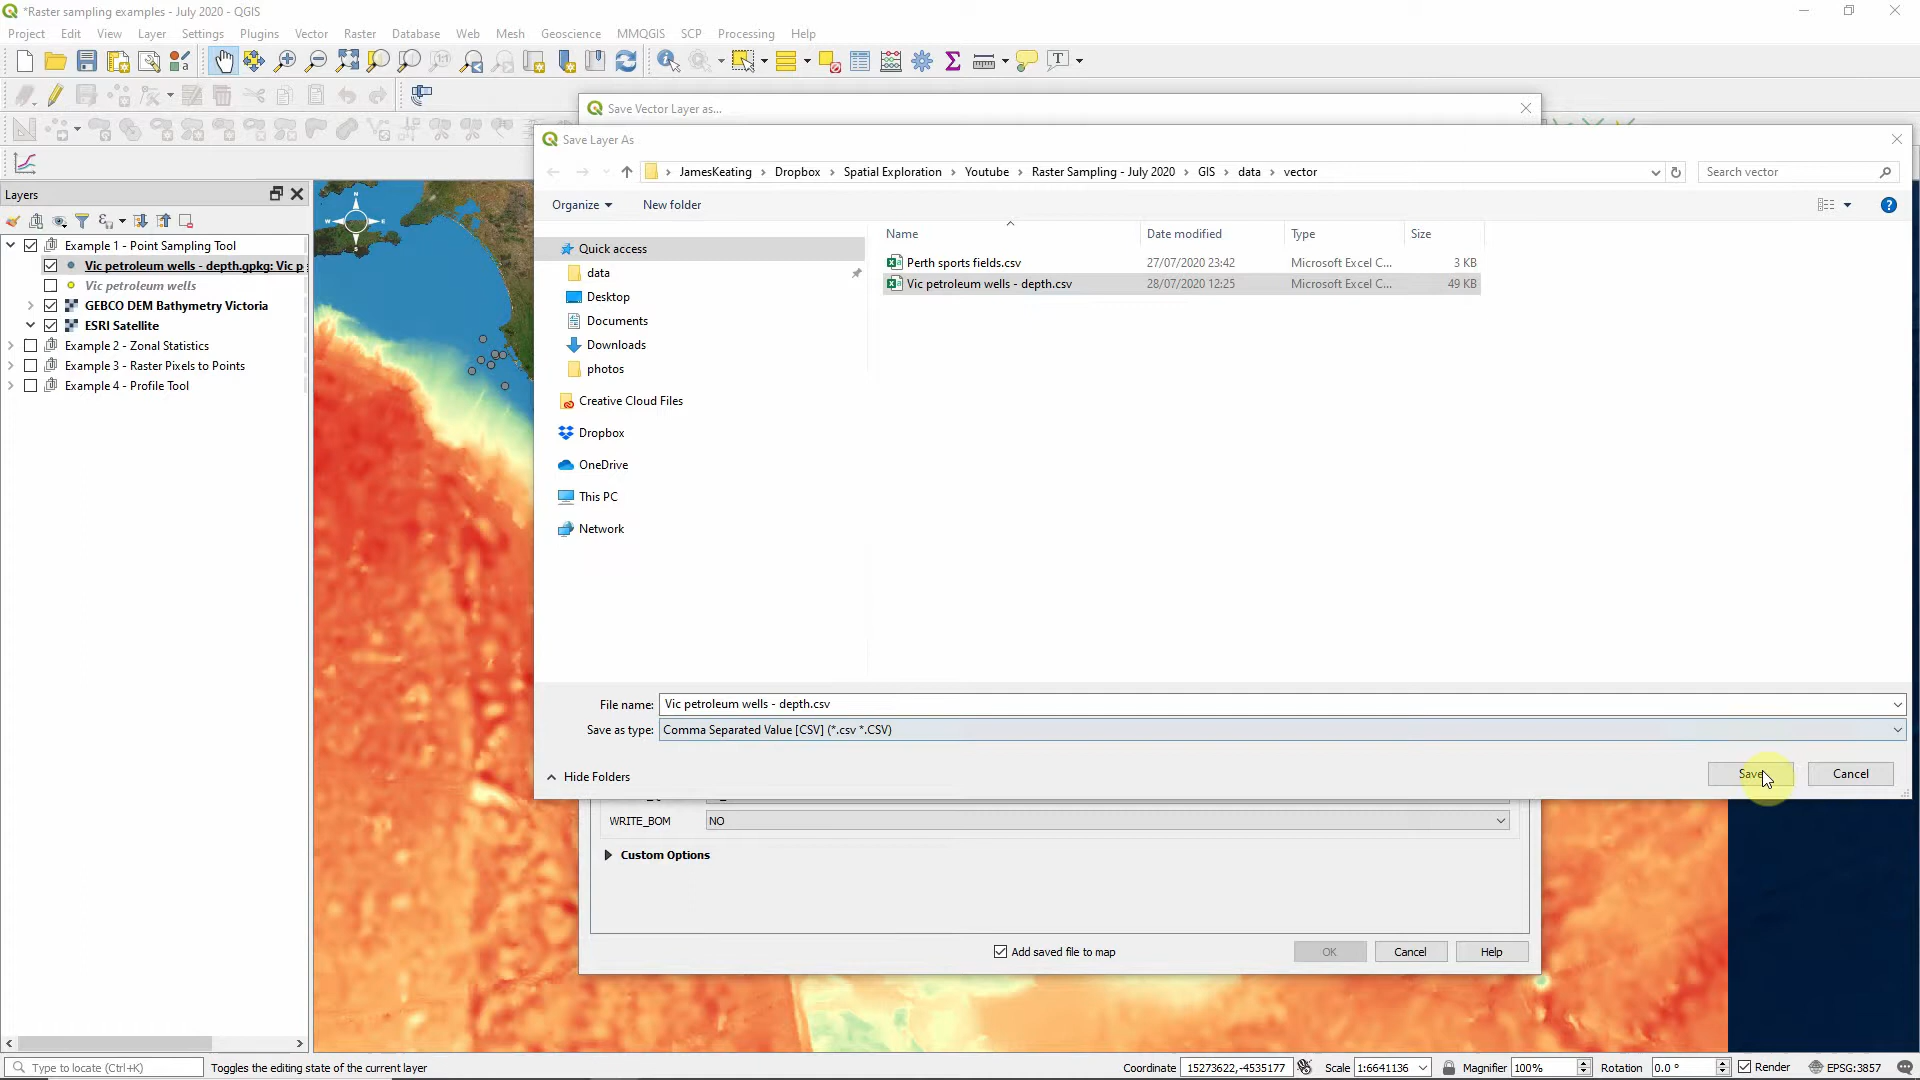 *Raster sampling examples - July 2020 - QGIS
Project Edit View Layer Settings Plugins Vector Raster Database Web Mesh Geoscience MMQGIS SCP Processing Help
Save Vector Layer as...
Save Layer As
JamesKeating > Dropbox > Spatial Exploration > Youtube > Raster Sampling - July 2020 > GIS > data > vector
Search vector
Organize
New folder
Layers
N
W
E
S
Example 1 - Point Sampling Tool
Vic petroleum wells - depth.gpkg: Vic p
Vic petroleum wells
GEBCO DEM Bathymetry Victoria
ESRI Satellite
Example 2 - Zonal Statistics
Example 3 - Raster Pixels to Points
Example 4 - Profile Tool
Quick access
data
Desktop
Documents
Downloads
photos
Creative Cloud Files
Dropbox
OneDrive
This PC
Network
Name Date modified Type Size
Perth sports fields.csv 27/07/2020 23:42 Microsoft Excel C... 3 KB
Vic petroleum wells - depth.csv 28/07/2020 12:25 Microsoft Excel C... 49 KB
File name: Vic petroleum wells - depth.csv
Save as type: Comma Separated Value [CSV] (*.csv *.CSV)
Hide Folders
Save
Cancel
WRITE_BOM NO
Custom Options
Add saved file to map
OK
Cancel
Help
Type to locate (Ctrl+K)
Toggles the editing state of the current layer
Coordinate 15273622,-4535177
Scale 1:6641136
Magnifier 100%
Rotation 0.0 °
Render
EPSG:3857